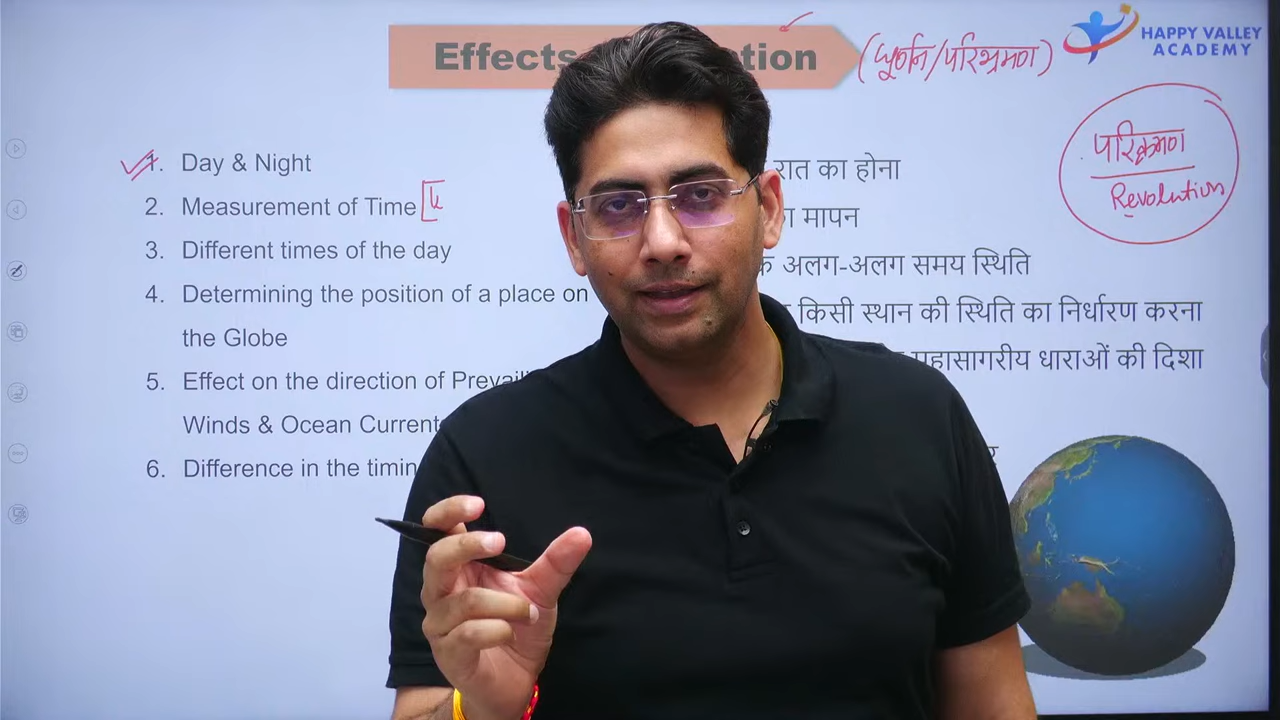 Effects tion
(घूर्णन/परिभ्रमण)
HAPPY VALLEY
ACADEMY
परिक्रमण
Revolution
1. Day & Night
2. Measurement of Time
3. Different times of the day
4. Determining the position of a place on
the Globe
5. Effect on the direction of Prevaili
Winds & Ocean Current
6. Difference in the timin
रात का होना
मापन
अलग-अलग समय स्थिति
किसी स्थान की स्थिति का निर्धारण करना
महासागरीय धाराओं की दिशा